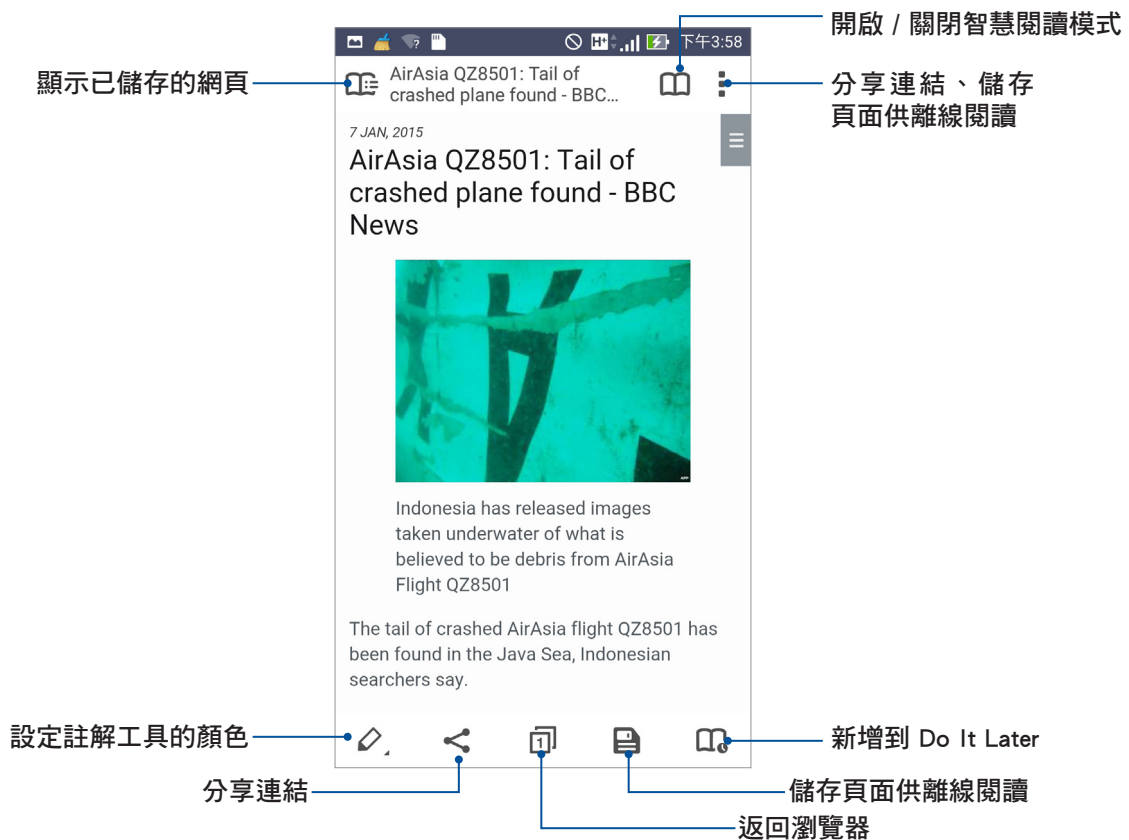 開啟 / 關閉智慧閱讀模式
H+
下午3:58
顯示已儲存的網頁
AirAsia QZ8501: Tail of
crashed plane found - BBC...
分享連結、儲存
頁面供離線閱讀
7 JAN, 2015
AirAsia QZ8501: Tail of
crashed plane found - BBC
News
Indonesia has released images
taken underwater of what is
believed to be debris from AirAsia
Flight QZ8501
The tail of crashed AirAsia flight QZ8501 has
been found in the Java Sea, Indonesian
searchers say.
設定註解工具的顏色
1
新增到 Do It Later
分享連結
儲存頁面供離線閱讀
返回瀏覽器